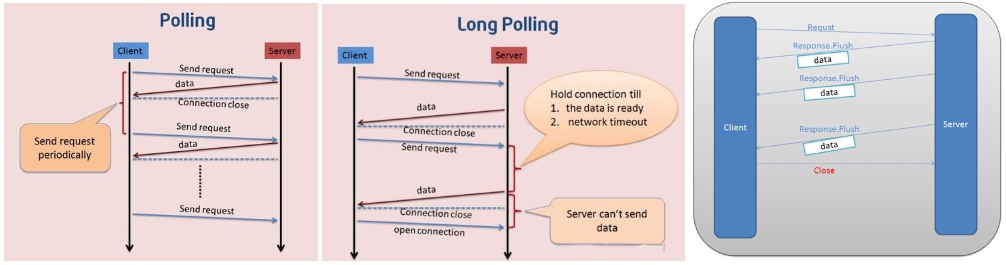 Polling
Client
Server
Send request
data
Connection close
Send request
periodically
Send request
data
Send request
Long Polling
Client
Server
Send request
data
Connection close
Send request
Hold connection till
1. the data is ready
2. network timeout
data
Connection close
open connection
Server can't send
data
Requst
Response.Flush
data
Response.Flush
data
Client
Server
Response.Flush
data
Close